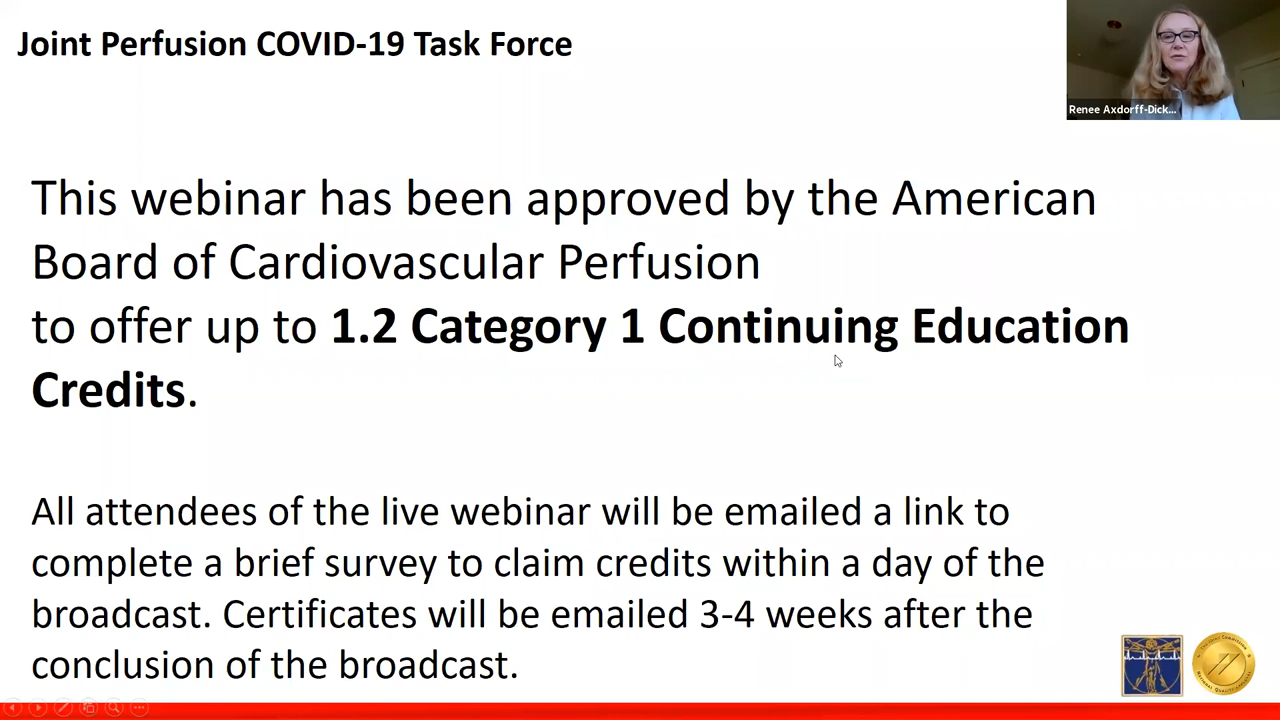 Joint Perfusion COVID-19 Task Force
Renee Axdorff-Dick...
This webinar has been approved by the American
Board of Cardiovascular Perfusion
to offer up to 1.2 Category 1 Continuing Education
Credits.
All attendees of the live webinar will be emailed a link to
complete a brief survey to claim credits within a day of the
broadcast. Certificates will be emailed 3-4 weeks after the
conclusion of the broadcast.